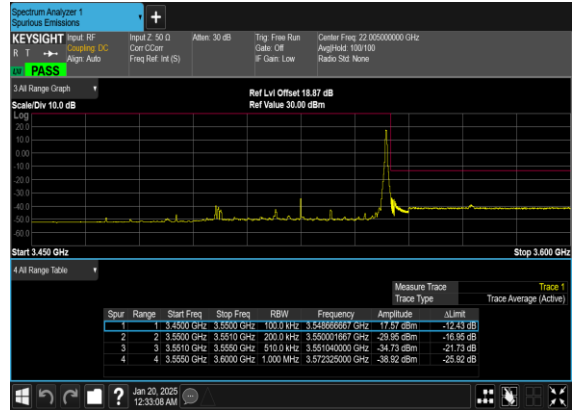 Spectrum Analyzer 1
Spurious Emissions
+
KEYSIGHT Input: RF Input Z: 50 Ω Atten: 30 dB Trig: Free Run Center Freq: 22.005000000 GHz
R T Coupling: DC Corr CCorr Gate: Off Avg|Hold: 100/100
Align: Auto Freq Ref: Int (S) IF Gain: Low Radio Std: None
PASS
3 All Range Graph
Ref Lvl Offset 18.87 dB
Scale/Div 10.0 dB Ref Value 30.00 dBm
Log
20.0
10.0
0.00
-10.0
-20.0
-30.0
-40.0
-50.0
-60.0
Start 3.450 GHz Stop 3.600 GHz
4 All Range Table
Measure Trace Trace 1
Trace Type Trace Average (Active)
Spur Range Start Freq Stop Freq RBW Frequency Amplitude ΔLimit
1 1 3.4500 GHz 3.5500 GHz 100.0 kHz 3.548666667 GHz 17.57 dBm -12.43 dB
2 2 3.5500 GHz 3.5510 GHz 200.0 kHz 3.550001667 GHz -29.95 dBm -16.95 dB
3 3 3.5510 GHz 3.5550 GHz 510.0 kHz 3.551040000 GHz -34.73 dBm -21.73 dB
4 4 3.5550 GHz 3.6000 GHz 1.000 MHz 3.572325000 GHz -38.92 dBm -25.92 dB
? Jan 20, 2025
12:33:08 AM